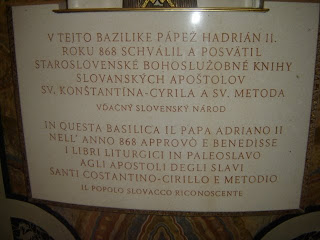 V TEJTO BAZILIKE PÁPEŽ HADRIÁN II.
ROKU 868 SCHVÁLIL A POSVÄTIL
STAROSLOVENSKÉ BOHOSLUŽOBNÉ KNIHY
SLOVANSKÝCH APOŠTOLOV
SV. KONŠTANTÍNA-CYRILA A SV. METODA
VĎAČNÝ SLOVENSKÝ NÁROD
IN QUESTA BASILICA IL PAPA ADRIANO II
NELL'ANNO 868 APPROVÒ E BENEDISSE
I LIBRI LITURGICI IN PALEOSLAVO
AGLI APOSTOLI DEGLI SLAVI
SANTI COSTANTINO-CIRILLO E METODIO
IL POPOLO SLOVACCO RICONOSCENTE